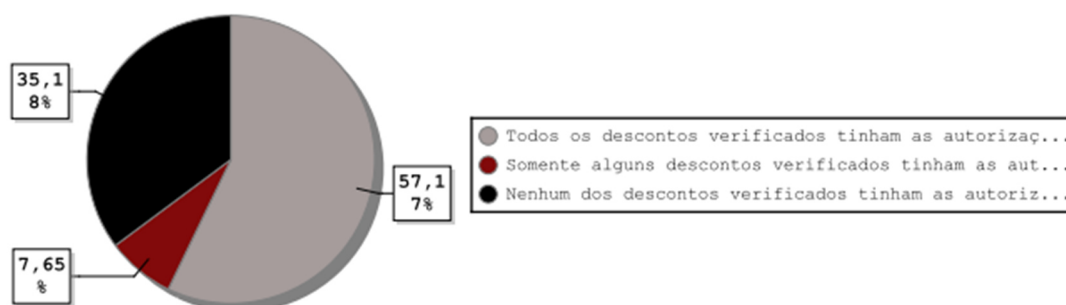 35,1
8%
57,1
7%
7,65
%
Todos os descontos verificados tinham as autorizaç...
Somente alguns descontos verificados tinham as aut...
Nenhum dos descontos verificados tinham as autoriz...